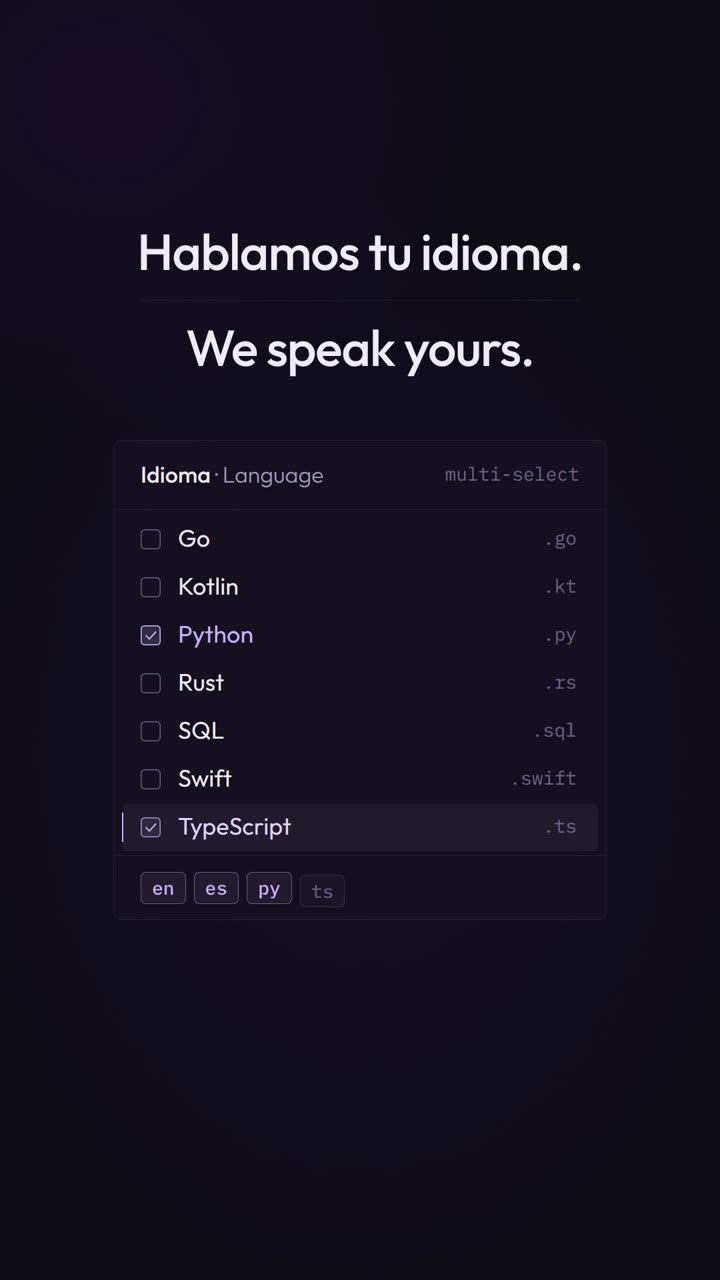 Hablamos tu idioma.
We speak yours.
Idioma · Language multi-select
Go .go
Kotlin .kt
Python .py
Rust .rs
SQL .sql
Swift .swift
TypeScript .ts
en es py ts